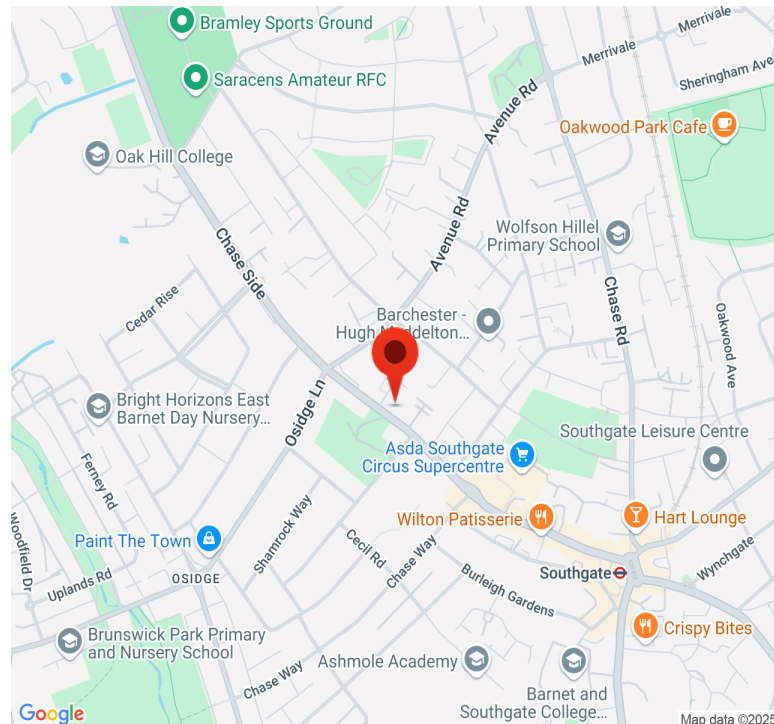 Bramley Sports Ground
Merrivale
Saracens Amateur RFC
Sheringham Ave
Avenue Rd
Oakwood Park Cafe
Oak Hill College
Wolfson Hillel
Primary School
Avenue Rd
Chase Side
Cedar Rise
Chase Rd
Barchester -
Hugh Myddelton...
Oakwood Ave
Bright Horizons East
Barnet Day Nursery...
Osidge Ln
Southgate Leisure Centre
Asda Southgate
Circus Supercentre
Ferney Rd
Shamrock Way
Wilton Patisserie
Hart Lounge
Woodfield Dr
Paint The Town
Cecil Rd
Chase Way
Uplands Rd
OSIDGE
Burleigh Gardens
Southgate
Wynchgate
Brunswick Park Primary
and Nursery School
Crispy Bites
Chase Way
Ashmole Academy
Barnet and
Southgate College...
Google
Map data ©2025